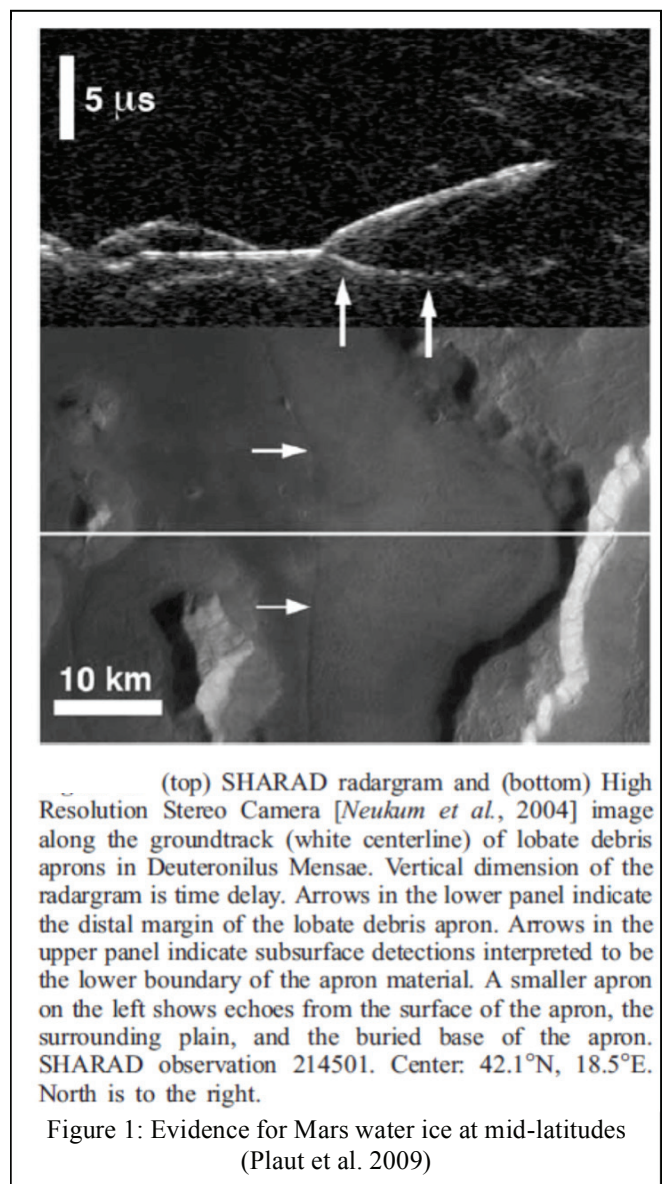 5 μs
10 km
(top) SHARAD radargram and (bottom) High
Resolution Stereo Camera [Neukum et al., 2004] image
along the groundtrack (white centerline) of lobate debris
aprons in Deuteronilus Mensae. Vertical dimension of the
radargram is time delay. Arrows in the lower panel indicate
the distal margin of the lobate debris apron. Arrows in the
upper panel indicate subsurface detections interpreted to be
the lower boundary of the apron material. A smaller apron
on the left shows echoes from the surface of the apron, the
surrounding plain, and the buried base of the apron.
SHARAD observation 214501. Center: 42.1°N, 18.5°E.
North is to the right.
Figure 1: Evidence for Mars water ice at mid-latitudes
(Plaut et al. 2009)